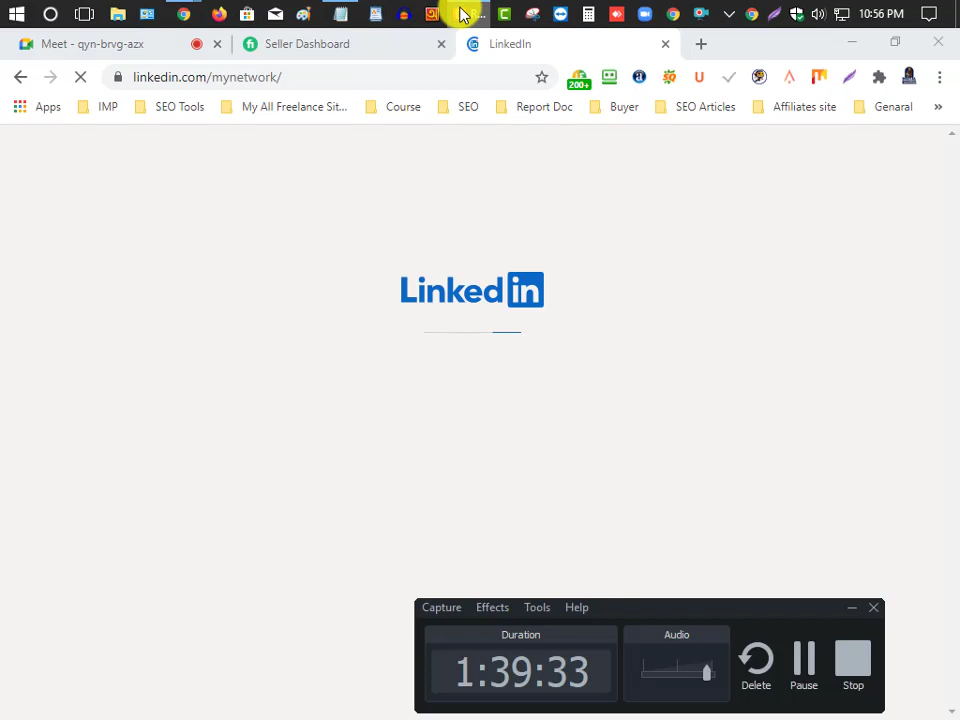 10:56 PM
Meet - qyn-brvg-azx
Seller Dashboard
LinkedIn
linkedin.com/mynetwork/
200+
Apps
IMP
SEO Tools
My All Freelance Sit...
Course
SEO
Report Doc
Buyer
SEO Articles
Affiliates site
Genaral
Linked in
Capture
Effects
Tools
Help
Duration
Audio
1:39:33
Delete
Pause
Stop